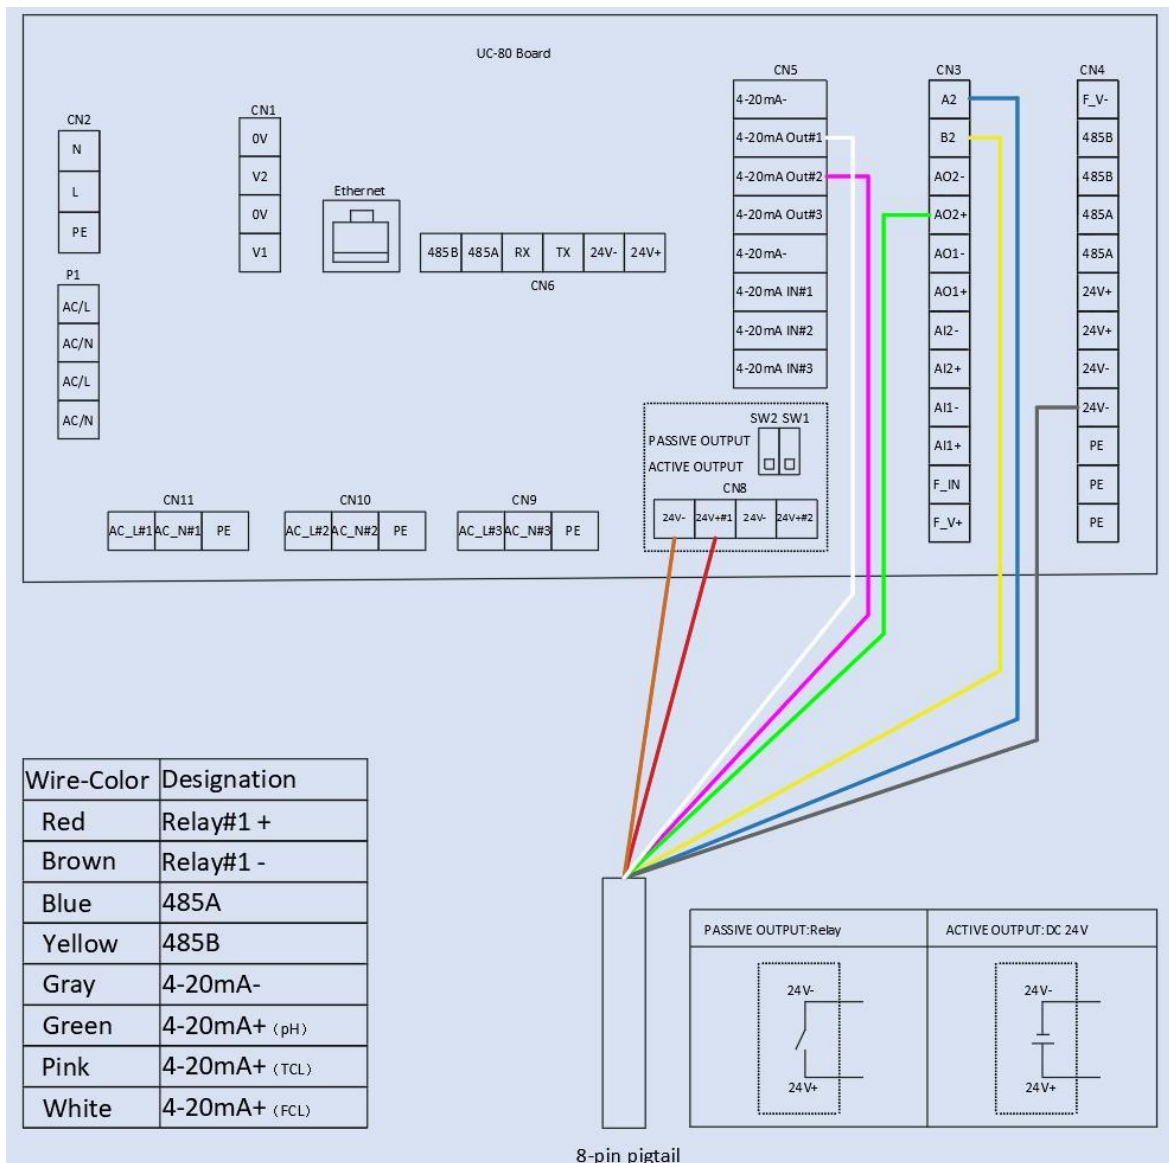 UC-80 Board
CN2
N
L
PE
P1
AC/L
AC/N
AC/L
AC/N
CN1
0V
V2
0V
V1
Ethernet
485B 485A RX TX 24V- 24V+
CN6
CN5
4-20mA-
4-20mA Out#1
4-20mA Out#2
4-20mA Out#3
4-20mA-
4-20mA IN#1
4-20mA IN#2
4-20mA IN#3
CN3
A2
B2
AO2-
AO2+
AO1-
AO1+
AI2-
AI2+
AI1-
AI1+
F_IN
F_V+
CN4
F_V-
485B
485B
485A
485A
24V+
24V+
24V-
24V-
PE
PE
PE
SW2 SW1
PASSIVE OUTPUT
ACTIVE OUTPUT
CN8
24V- 24V+#1 24V- 24V+#2
CN11
AC_L#1 AC_N#1 PE
CN10
AC_L#2 AC_N#2 PE
CN9
AC_L#3 AC_N#3 PE
Wire-Color Designation
Red Relay#1 +
Brown Relay#1 -
Blue 485A
Yellow 485B
Gray 4-20mA-
Green 4-20mA+ (pH)
Pink 4-20mA+ (TCL)
White 4-20mA+ (FCL)
8-pin pigtail
PASSIVE OUTPUT:Relay
24V-
24V+
ACTIVE OUTPUT:DC 24V
24V-
24V+